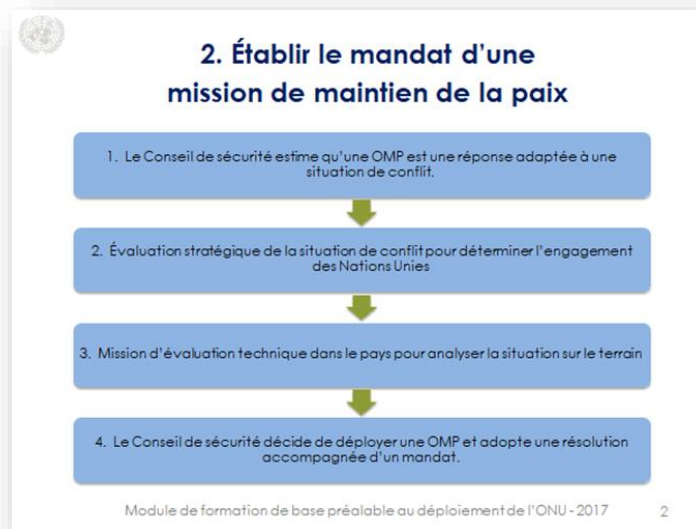 2. Établir le mandat d’une
mission de maintien de la paix
1. Le Conseil de sécurité estime qu’une OMP est une réponse adaptée à une
situation de conflit.
2. Évaluation stratégique de la situation de conflit pour déterminer l’engagement
des Nations Unies
3. Mission d’évaluation technique dans le pays pour analyser la situation sur le terrain
4. Le Conseil de sécurité décide de déployer une OMP et adopte une résolution
accompagnée d’un mandat.
Module de formation de base préalable au déploiement de l’ONU - 2017 2